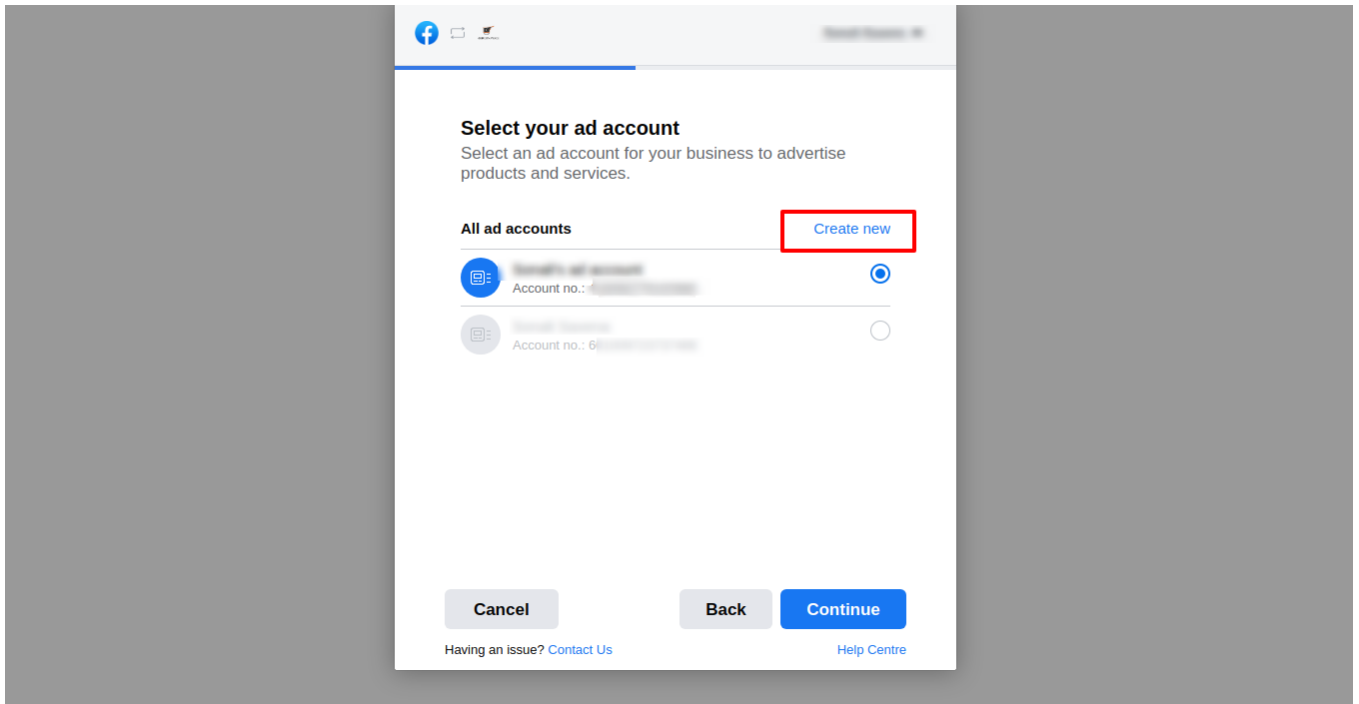 Select your ad account
Select an ad account for your business to advertise
products and services.
All ad accounts
Create new
Account no.:
Account no.: 6
Cancel
Back
Continue
Having an issue? Contact Us
Help Centre